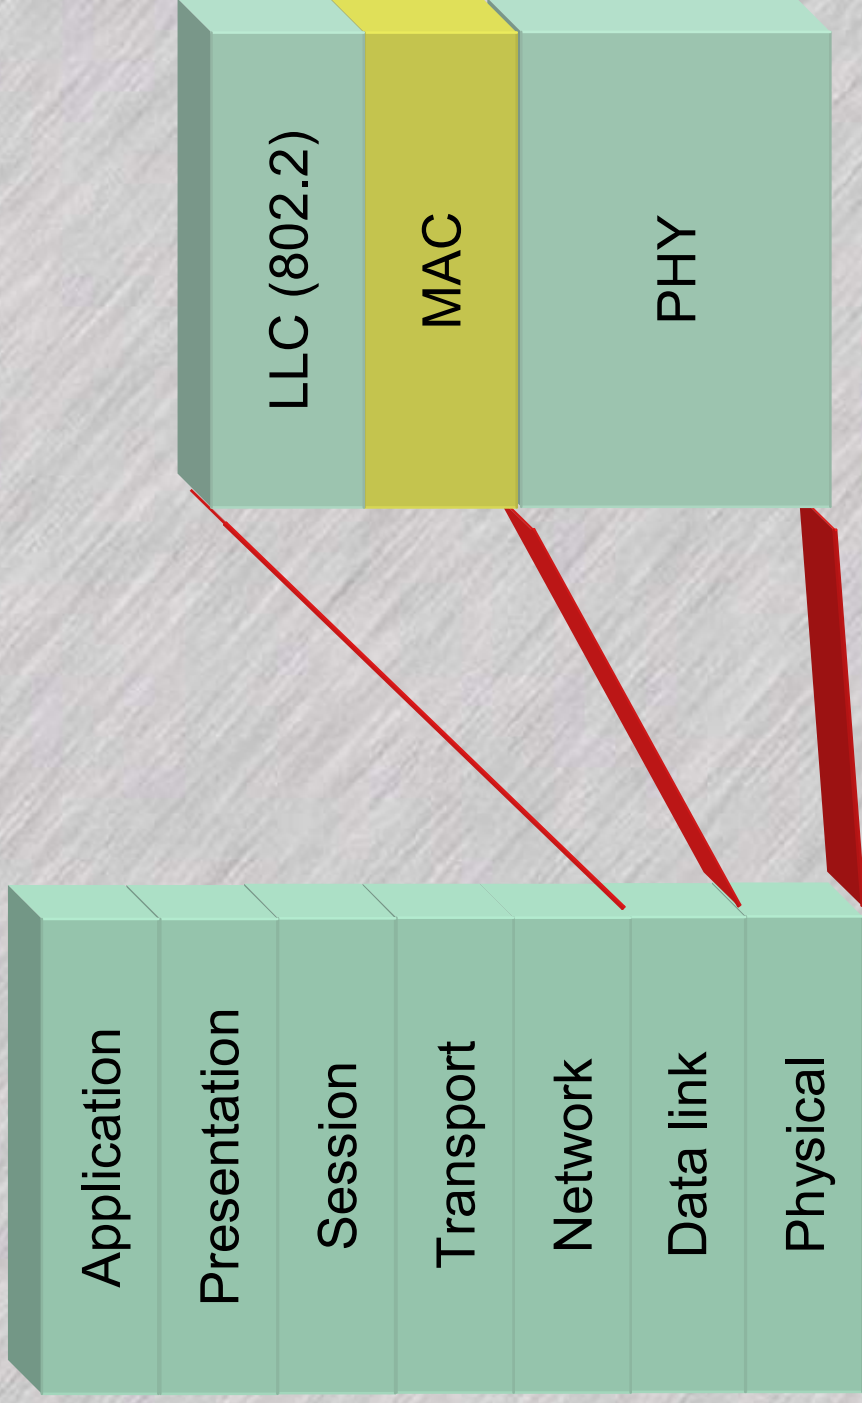 Application
Presentation
Session
Transport
Network
Data link
Physical
LLC (802.2)
MAC
PHY